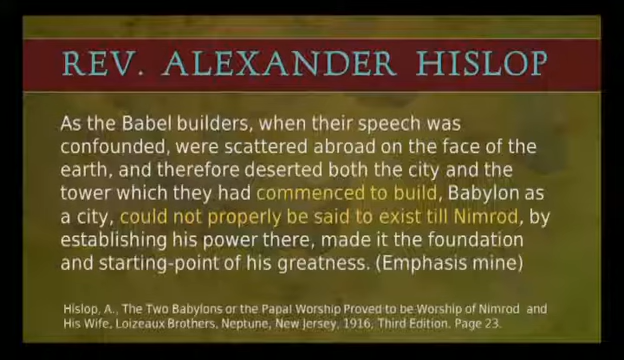 REV. ALEXANDER HISLOP
As the Babel builders, when their speech was
confounded, were scattered abroad on the face of the
earth, and therefore deserted both the city and the
tower which they had commenced to build, Babylon as
a city, could not properly be said to exist till Nimrod, by
establishing his power there, made it the foundation
and starting-point of his greatness. (Emphasis mine)
Hislop, A., The Two Babylons or the Papal Worship Proved to be Worship of Nimrod and
His Wife, Loizeaux Brothers, Neptune, New Jersey, 1916, Third Edition. Page 23.